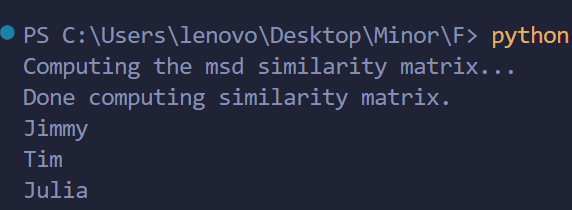 PS C:\Users\lenovo\Desktop\Minor\F> python
Computing the msd similarity matrix...
Done computing similarity matrix.
Jimmy
Tim
Julia